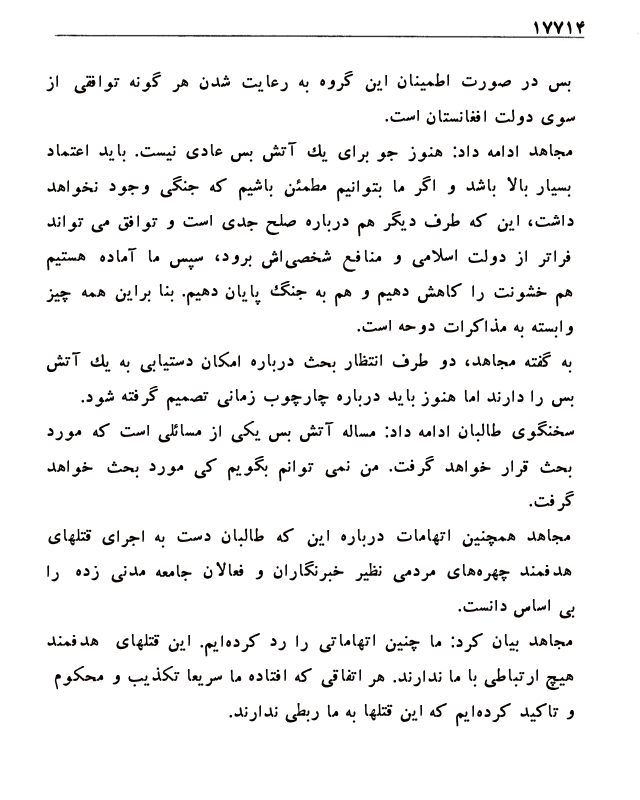 ۱۷۷۱۴
بس در صورت اطمینان این گروه به رعایت شدن هر گونه توافقی از
سوی دولت افغانستان است.
مجاهد ادامه داد: هنوز جو برای یك آتش بس عادی نیست. باید اعتماد
بسیار بالا باشد و اگر ما بتوانیم مطمئن باشیم که جنگی وجود نخواهد
داشت، این که طرف دیگر هم درباره صلح جدی است و توافق می تواند
فراتر از دولت اسلامی و منافع شخصی‌اش برود، سپس ما آماده هستیم
هم خشونت را کاهش دهیم و هم به جنگ پایان دهیم. بنا براین همه چیز
وابسته به مذاکرات دوحه است.
به گفته مجاهد، دو طرف انتظار بحث درباره امکان دستیابی به یك آتش
بس را دارند اما هنوز باید درباره چارچوب زمانی تصمیم گرفته شود.
سخنگوی طالبان ادامه داد: مساله آتش بس یکی از مسائلی است که مورد
بحث قرار خواهد گرفت. من نمی توانم بگویم کی مورد بحث خواهد
گرفت.
مجاهد همچنین اتهامات درباره این که طالبان دست به اجرای قتلهای
هدفمند چهره‌های مردمی نظیر خبرنگاران و فعالان جامعه مدنی زده را
بی اساس دانست.
مجاهد بیان کرد: ما چنین اتهاماتی را رد کرده‌ایم. این قتلهای هدفمند
هیچ ارتباطی با ما ندارند. هر اتفاقی که افتاده ما سریعا تکذیب و محکوم
و تاکید کرده‌ایم که این قتلها به ما ربطی ندارند.